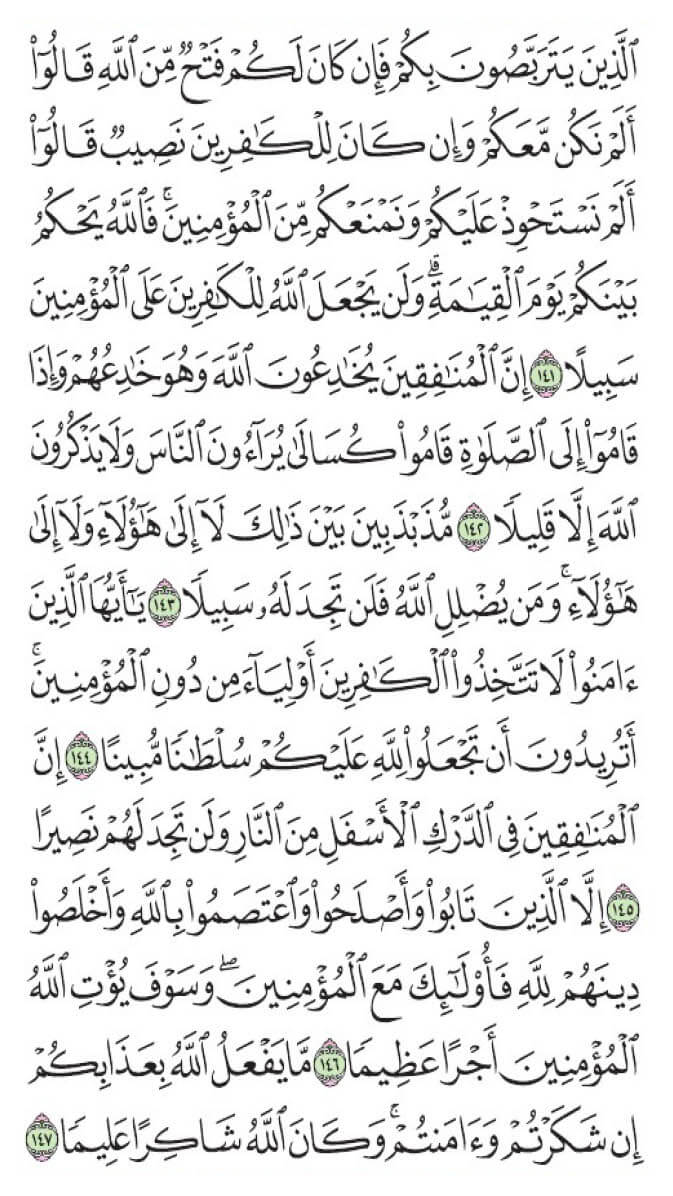 ٱلَّذِينَ يَتَرَبَّصُونَ بِكُمْ فَإِن كَانَ لَكُمْ فَتْحٌ مِّنَ ٱللَّهِ قَالُوٓا۟
أَلَمْ نَكُن مَّعَكُمْ وَإِن كَانَ لِلْكَـٰفِرِينَ نَصِيبٌ قَالُوٓا۟
أَلَمْ نَسْتَحْوِذْ عَلَيْكُمْ وَنَمْنَعْكُم مِّنَ ٱلْمُؤْمِنِينَ ۚ فَٱللَّهُ يَحْكُمُ
بَيْنَكُمْ يَوْمَ ٱلْقِيَـٰمَةِ ۗ وَلَن يَجْعَلَ ٱللَّهُ لِلْكَـٰفِرِينَ عَلَى ٱلْمُؤْمِنِينَ
سَبِيلًا ١٤١ إِنَّ ٱلْمُنَـٰفِقِينَ يُخَـٰدِعُونَ ٱللَّهَ وَهُوَ خَـٰدِعُهُمْ وَإِذَا
قَامُوٓا۟ إِلَى ٱلصَّلَوٰةِ قَامُوا۟ كُسَالَىٰ يُرَآءُونَ ٱلنَّاسَ وَلَا يَذْكُرُونَ
ٱللَّهَ إِلَّا قَلِيلًا ١٤٢ مُّذَبْذَبِينَ بَيْنَ ذَٰلِكَ لَآ إِلَىٰ هَـٰٓؤُلَآءِ وَلَآ إِلَىٰ
هَـٰٓؤُلَآءِ ۚ وَمَن يُضْلِلِ ٱللَّهُ فَلَن تَجِدَ لَهُۥ سَبِيلًا ١٤٣ يَـٰٓأَيُّهَا ٱلَّذِينَ
ءَامَنُوا۟ لَا تَتَّخِذُوا۟ ٱلْكَـٰفِرِينَ أَوْلِيَآءَ مِن دُونِ ٱلْمُؤْمِنِينَ ۚ
أَتُرِيدُونَ أَن تَجْعَلُوا۟ لِلَّهِ عَلَيْكُمْ سُلْطَـٰنًا مُّبِينًا ١٤٤ إِنَّ
ٱلْمُنَـٰفِقِينَ فِى ٱلدَّرْكِ ٱلْأَسْفَلِ مِنَ ٱلنَّارِ وَلَن تَجِدَ لَهُمْ نَصِيرًا
١٤٥ إِلَّا ٱلَّذِينَ تَابُوا۟ وَأَصْلَحُوا۟ وَٱعْتَصَمُوا۟ بِٱللَّهِ وَأَخْلَصُوا۟
دِينَهُمْ لِلَّهِ فَأُو۟لَـٰٓئِكَ مَعَ ٱلْمُؤْمِنِينَ ۖ وَسَوْفَ يُؤْتِ ٱللَّهُ
ٱلْمُؤْمِنِينَ أَجْرًا عَظِيمًا ١٤٦ مَّا يَفْعَلُ ٱللَّهُ بِعَذَابِكُمْ
إِن شَكَرْتُمْ وَءَامَنتُمْ ۚ وَكَانَ ٱللَّهُ شَاكِرًا عَلِيمًا ١٤٧